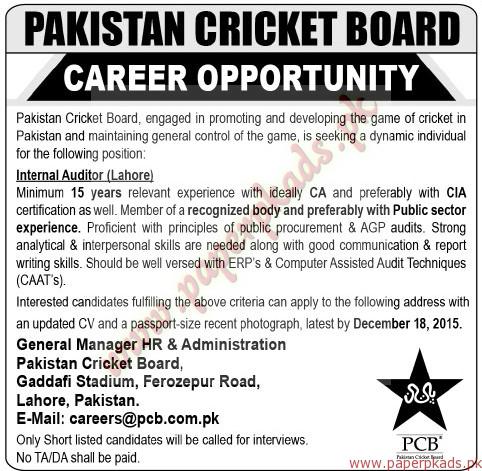 PAKISTAN CRICKET BOARD
CAREER OPPORTUNITY
Pakistan Cricket Board, engaged in promoting and developing the game of cricket in
Pakistan and maintaining general control of the game, is seeking a dynamic individual
for the following position:
Internal Auditor (Lahore)
Minimum 15 years relevant experience with ideally CA and preferably with CIA
certification as well. Member of a recognized body and preferably with Public sector
experience. Proficient with principles of public procurement & AGP audits. Strong
analytical & interpersonal skills are needed along with good communication & report
writing skills. Should be well versed with ERP's & Computer Assisted Audit Techniques
(CAAT's).
Interested candidates fulfilling the above criteria can apply to the following address with
an updated CV and a passport-size recent photograph, latest by December 18, 2015.
General Manager HR & Administration
Pakistan Cricket Board,
Gaddafi Stadium, Ferozepur Road,
Lahore, Pakistan.
E-Mail: careers@pcb.com.pk
Only Short listed candidates will be called for interviews.
No TA/DA shall be paid.
PCB
Pakistan Cricket Board
www.paperpkads.pk
www.paperpkads.pk